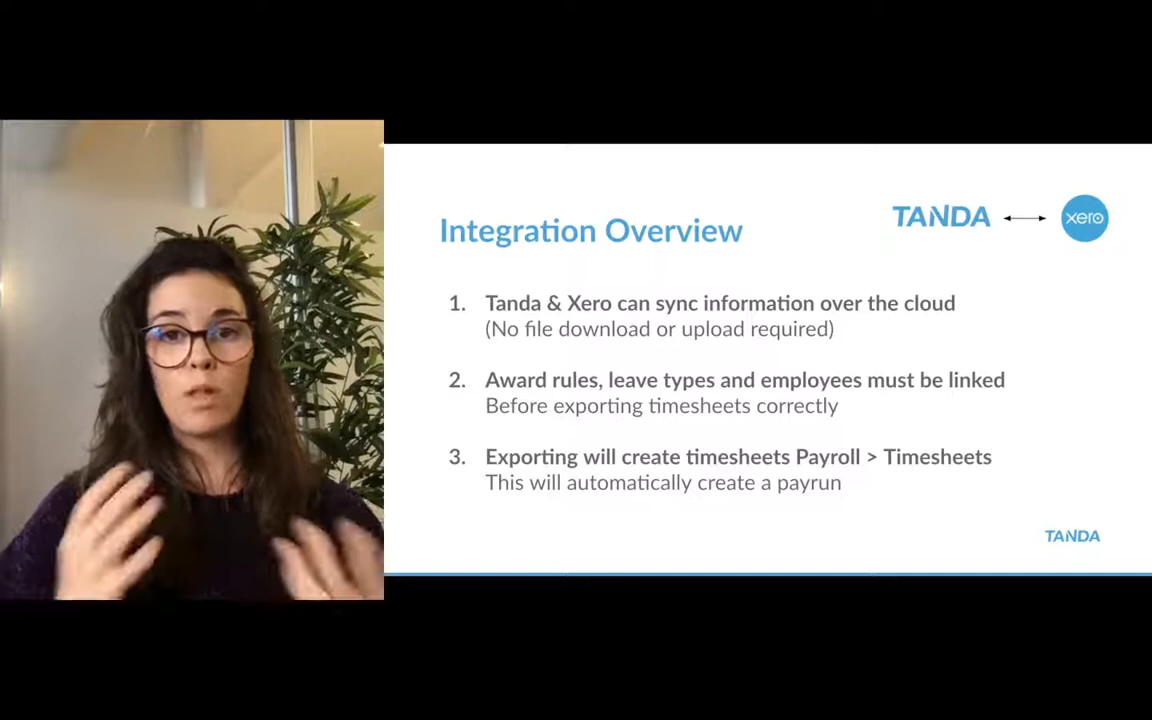 TANDA
xero
Integration Overview
1. Tanda & Xero can sync information over the cloud
(No file download or upload required)
2. Award rules, leave types and employees must be linked
Before exporting timesheets correctly
3. Exporting will create timesheets Payroll > Timesheets
This will automatically create a payrun
TANDA